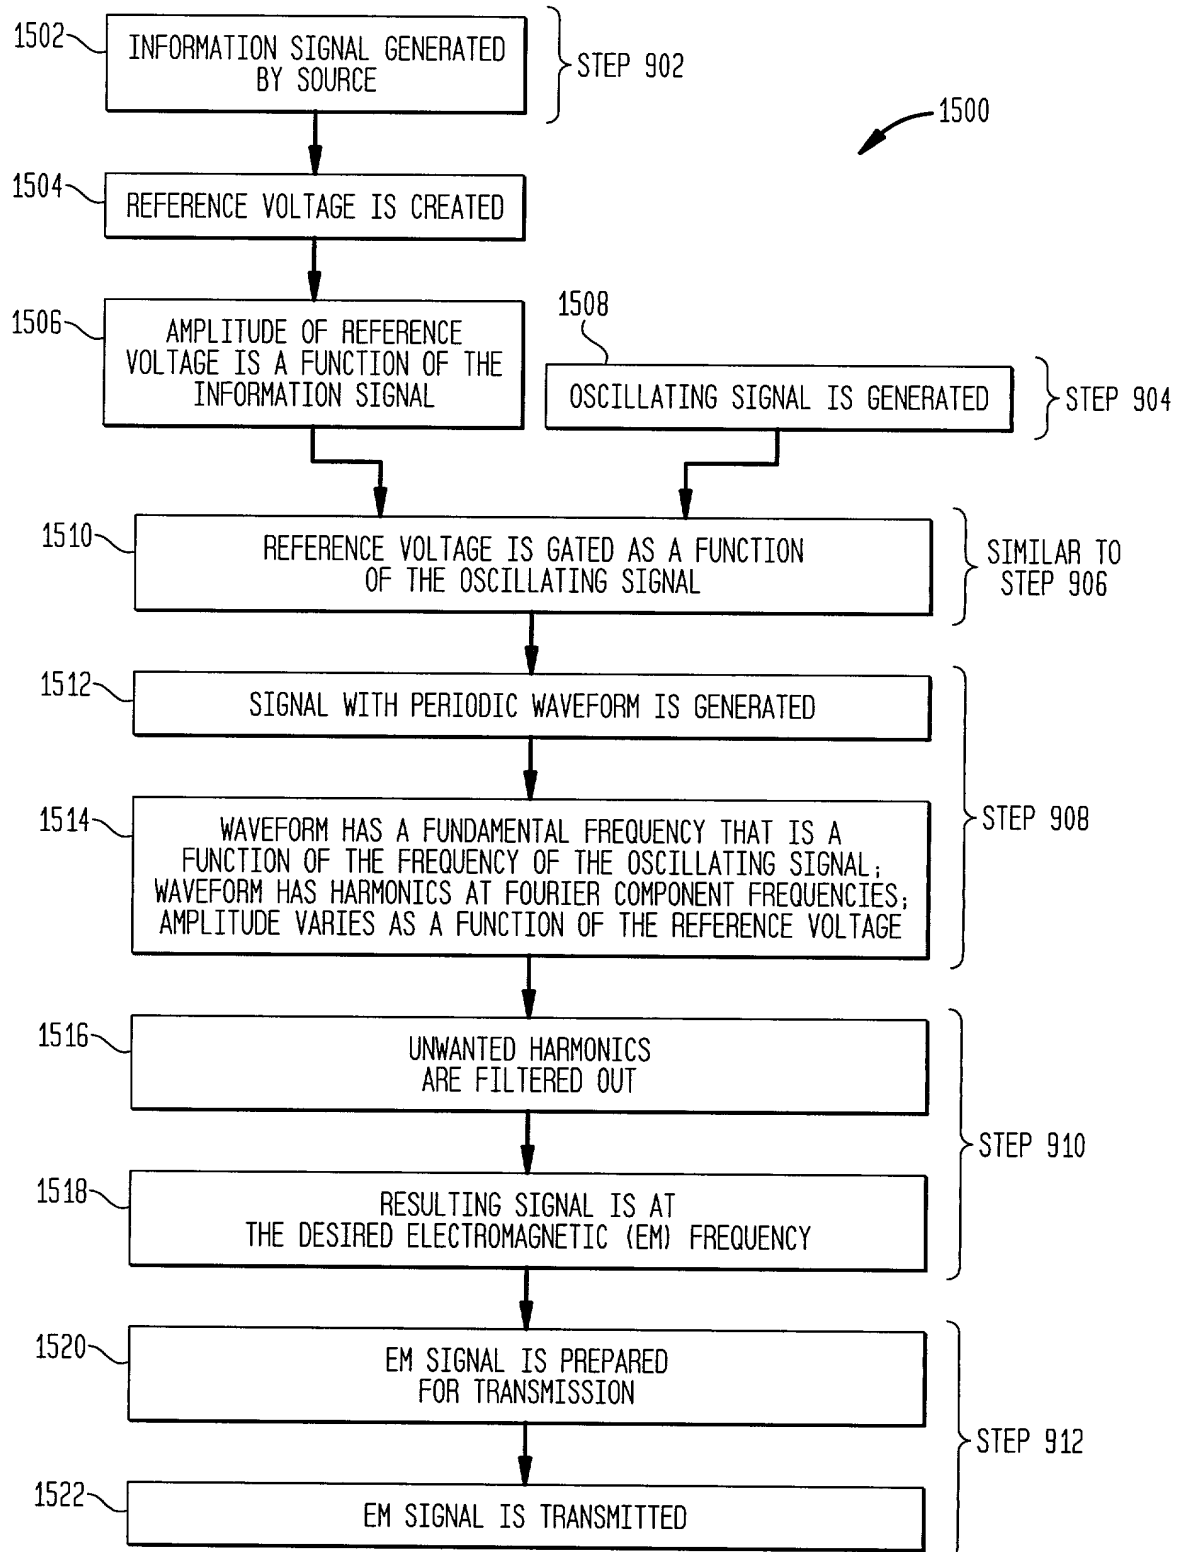 1502
INFORMATION SIGNAL GENERATED
BY SOURCE
STEP 902
1500
1504
REFERENCE VOLTAGE IS CREATED
1506
AMPLITUDE OF REFERENCE
VOLTAGE IS A FUNCTION OF THE
INFORMATION SIGNAL
1508
OSCILLATING SIGNAL IS GENERATED
STEP 904
1510
REFERENCE VOLTAGE IS GATED AS A FUNCTION
OF THE OSCILLATING SIGNAL
SIMILAR TO
STEP 906
1512
SIGNAL WITH PERIODIC WAVEFORM IS GENERATED
1514
WAVEFORM HAS A FUNDAMENTAL FREQUENCY THAT IS A
FUNCTION OF THE FREQUENCY OF THE OSCILLATING SIGNAL;
WAVEFORM HAS HARMONICS AT FOURIER COMPONENT FREQUENCIES;
AMPLITUDE VARIES AS A FUNCTION OF THE REFERENCE VOLTAGE
STEP 908
1516
UNWANTED HARMONICS
ARE FILTERED OUT
1518
RESULTING SIGNAL IS AT
THE DESIRED ELECTROMAGNETIC (EM) FREQUENCY
STEP 910
1520
EM SIGNAL IS PREPARED
FOR TRANSMISSION
1522
EM SIGNAL IS TRANSMITTED
STEP 912